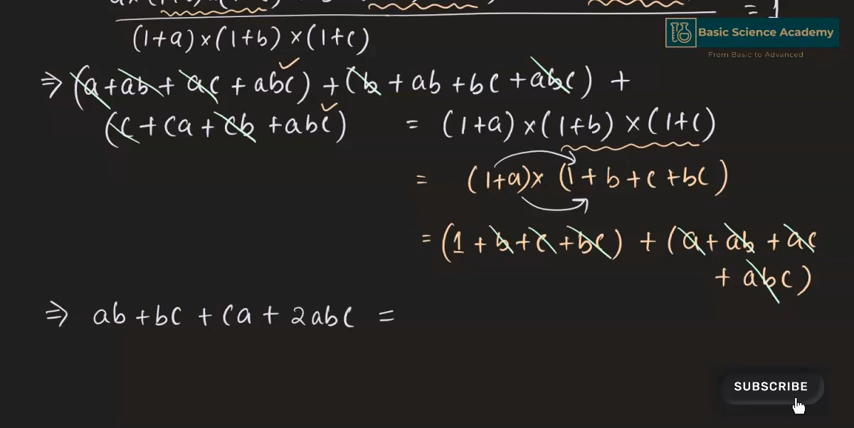 = 1
(1+a)×(1+b)×(1+c)
Basic Science Academy
From Basic to Advanced
⇒ (a+ab+ac+abc)+(b+ab+bc+abc)+
(c+ca+cb+abc) = (1+a)×(1+b)×(1+c)
= (1+a)×(1+b+c+bc)
= (1+b+c+bc)+(a+ab+ac
+abc)
⇒ ab+bc+ca+2abc =
SUBSCRIBE